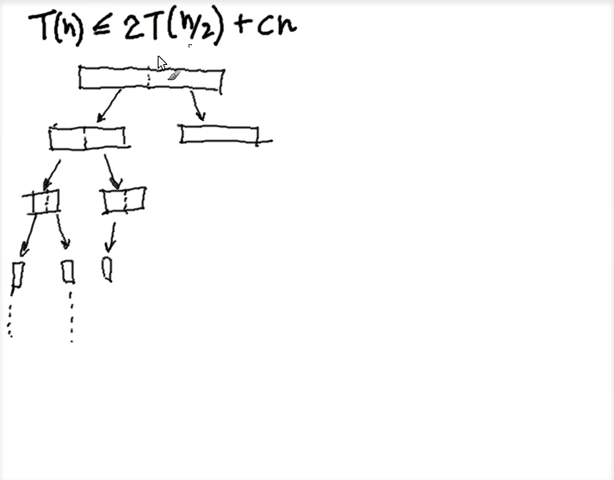 T(n) ≤ 2T(n/2) + cn